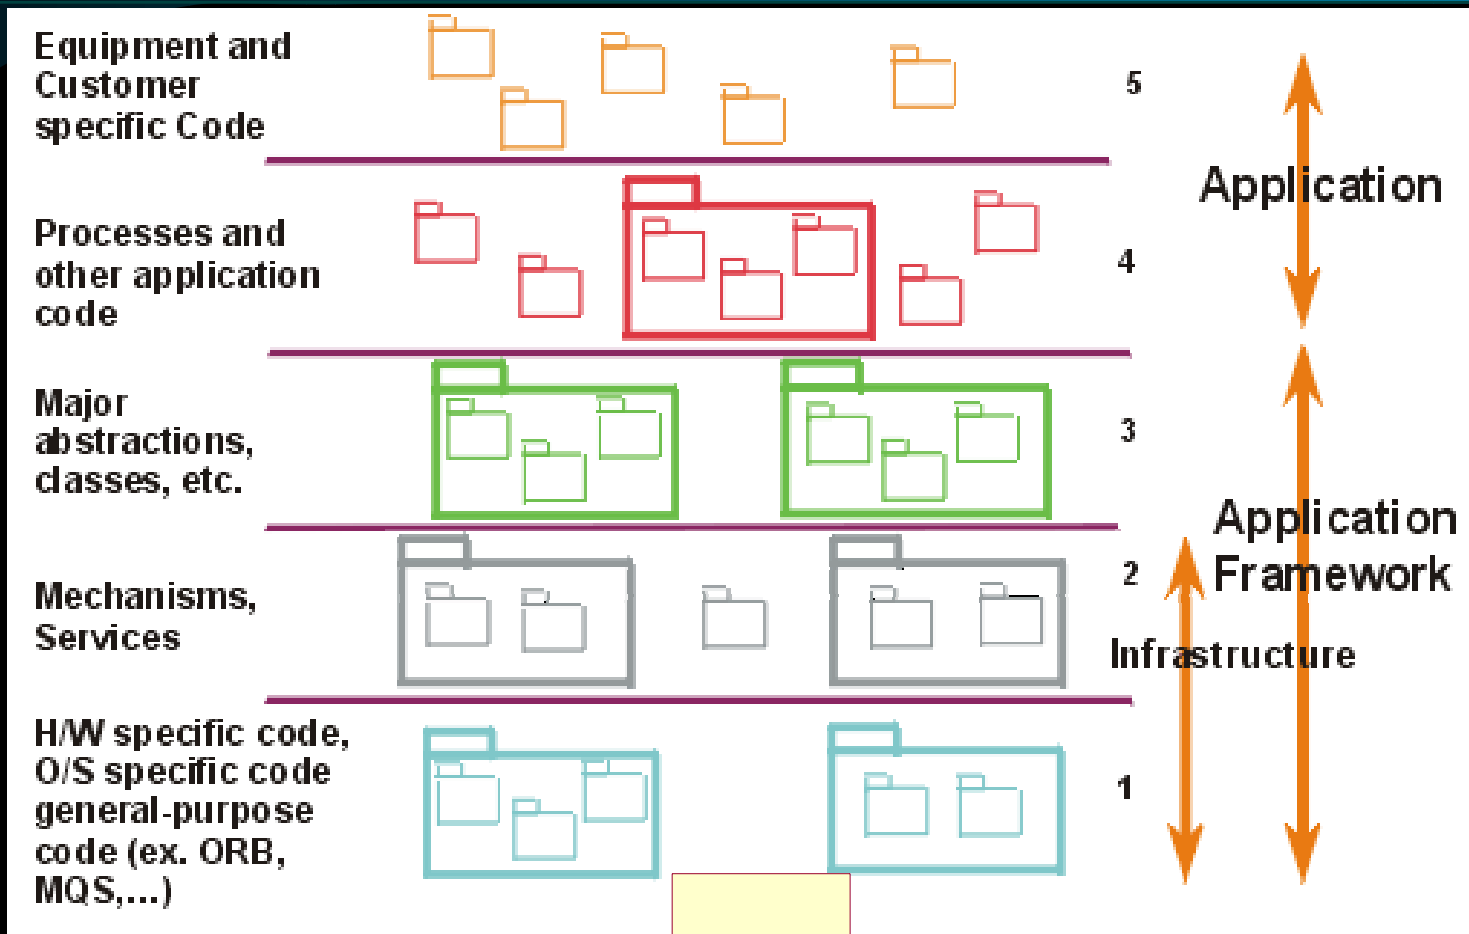 Equipment and
Customer
specific Code
5
Application
Processes and
other application
code
4
Major
abstractions,
classes, etc.
3
Application
Framework
2
Mechanisms,
Services
Infrastructure
H/W specific code,
O/S specific code
general-purpose
code (ex. ORB,
MQS,...)
1